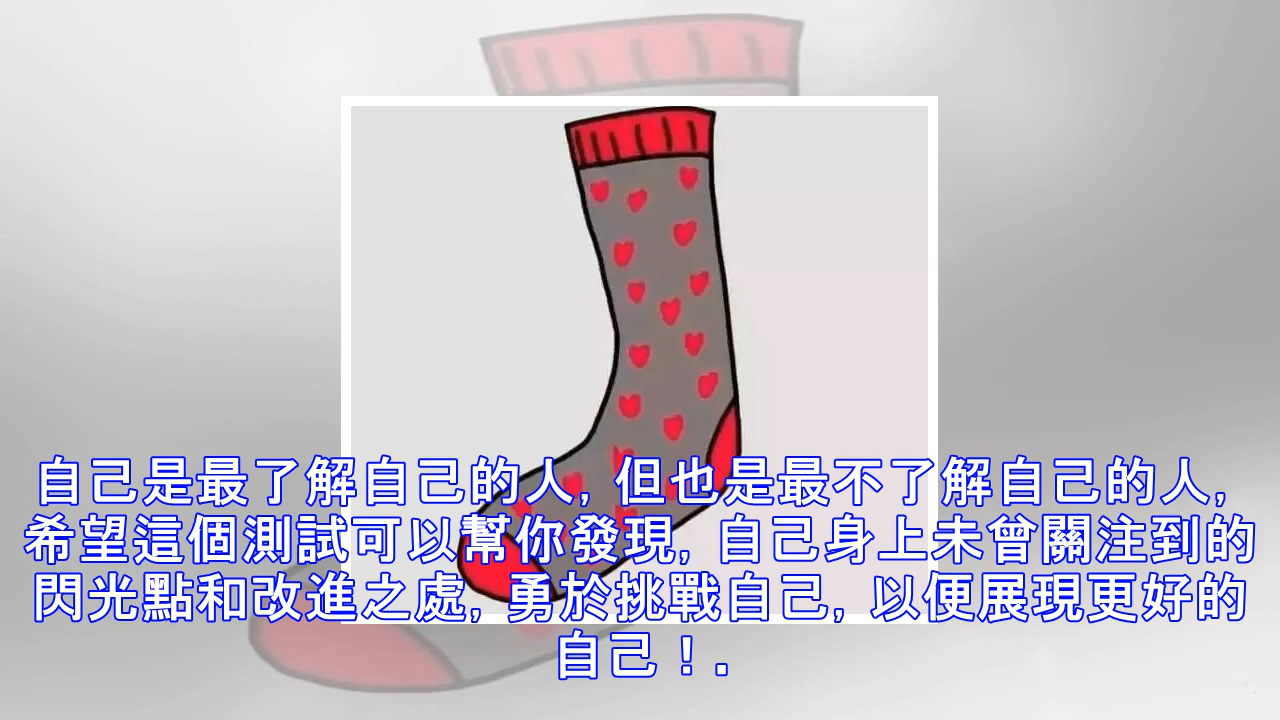 自己是最了解自己的人, 但也是最不了解自己的人,
希望這個測試可以幫你發現, 自己身上未曾關注到的
閃光點和改進之處, 勇於挑戰自己, 以便展現更好的
自己！.